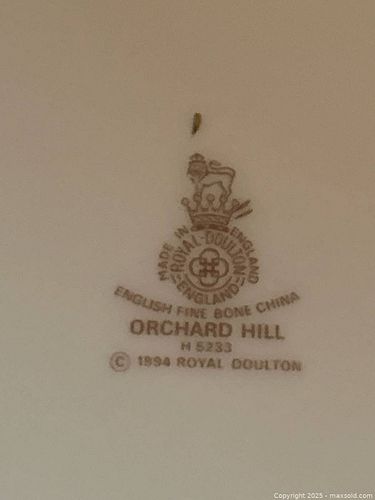 MADE IN ENGLAND
ROYAL-DOULTON
ENGLAND
ENGLISH FINE BONE CHINA
ORCHARD HILL
H 5233
© 1994 ROYAL DOULTON
Copyright 2025 - maxsold.com